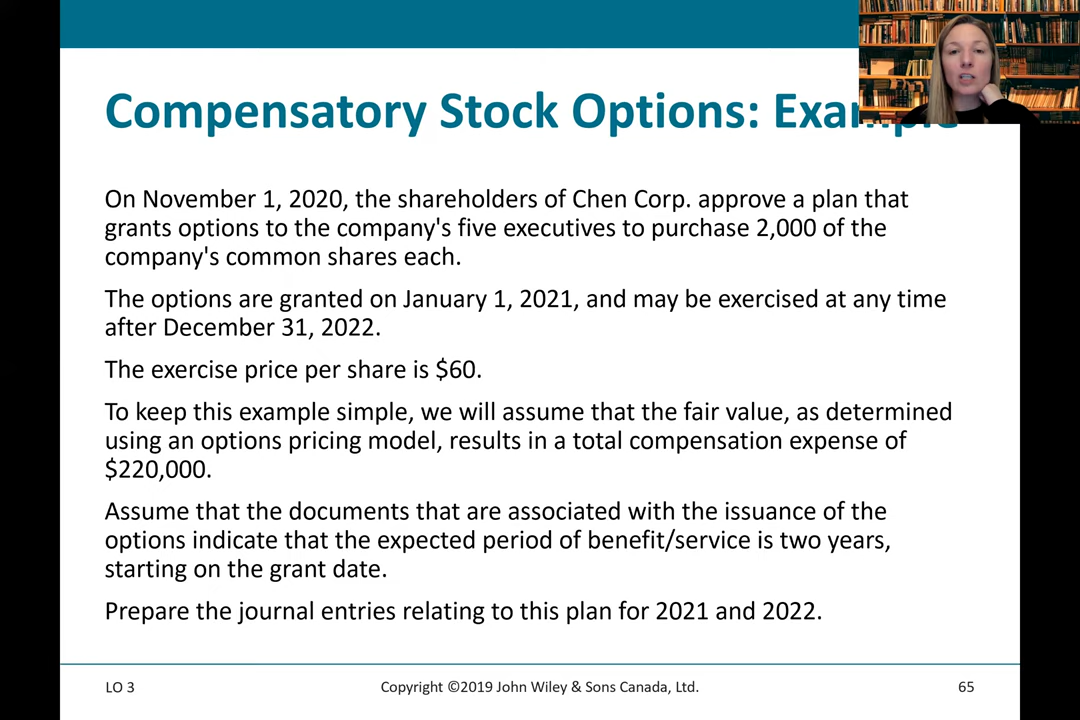 Compensatory Stock Options: Example
On November 1, 2020, the shareholders of Chen Corp. approve a plan that
grants options to the company's five executives to purchase 2,000 of the
company's common shares each.
The options are granted on January 1, 2021, and may be exercised at any time
after December 31, 2022.
The exercise price per share is $60.
To keep this example simple, we will assume that the fair value, as determined
using an options pricing model, results in a total compensation expense of
$220,000.
Assume that the documents that are associated with the issuance of the
options indicate that the expected period of benefit/service is two years,
starting on the grant date.
Prepare the journal entries relating to this plan for 2021 and 2022.
LO 3
Copyright ©2019 John Wiley & Sons Canada, Ltd.
65